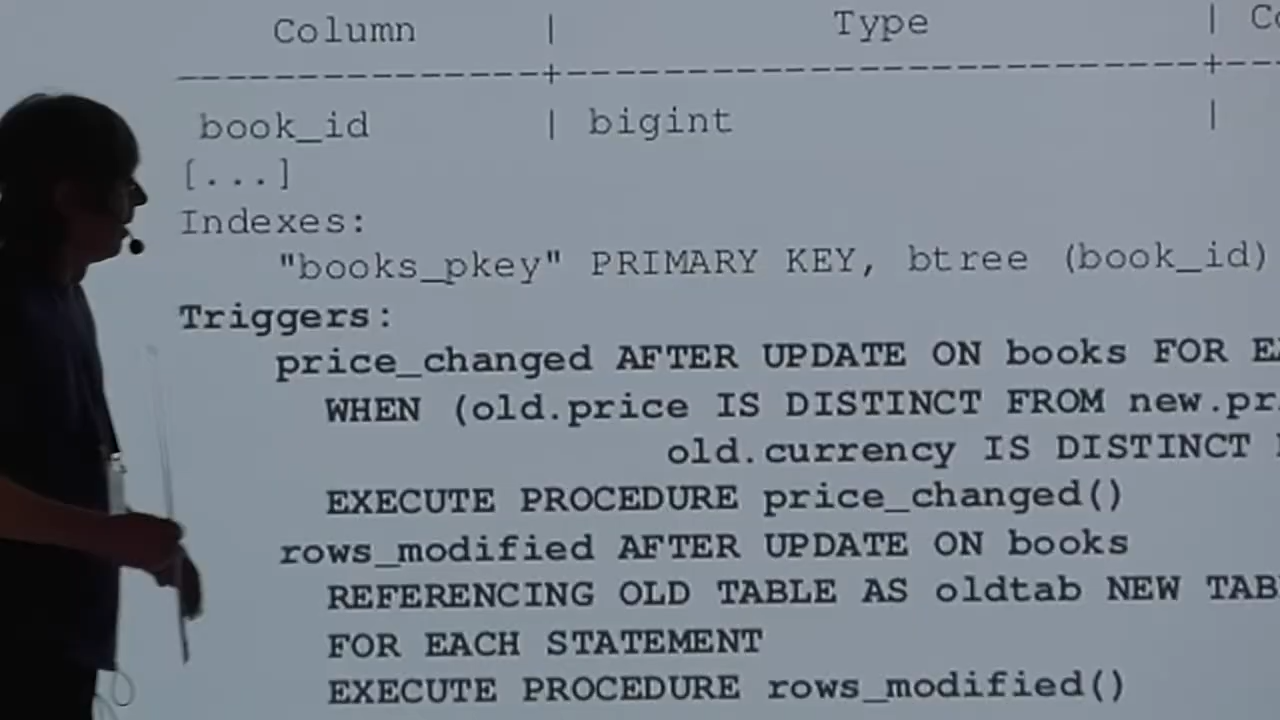 Column | Type |
---------------+---------------------------+--
book_id | bigint |
[...]
Indexes:
"books_pkey" PRIMARY KEY, btree (book_id)
Triggers:
price_changed AFTER UPDATE ON books FOR
WHEN (old.price IS DISTINCT FROM
old.currency IS DISTINCT
EXECUTE PROCEDURE price_changed()
rows_modified AFTER UPDATE ON books
REFERENCING OLD TABLE AS oldtab NEW
FOR EACH STATEMENT
EXECUTE PROCEDURE rows_modified()